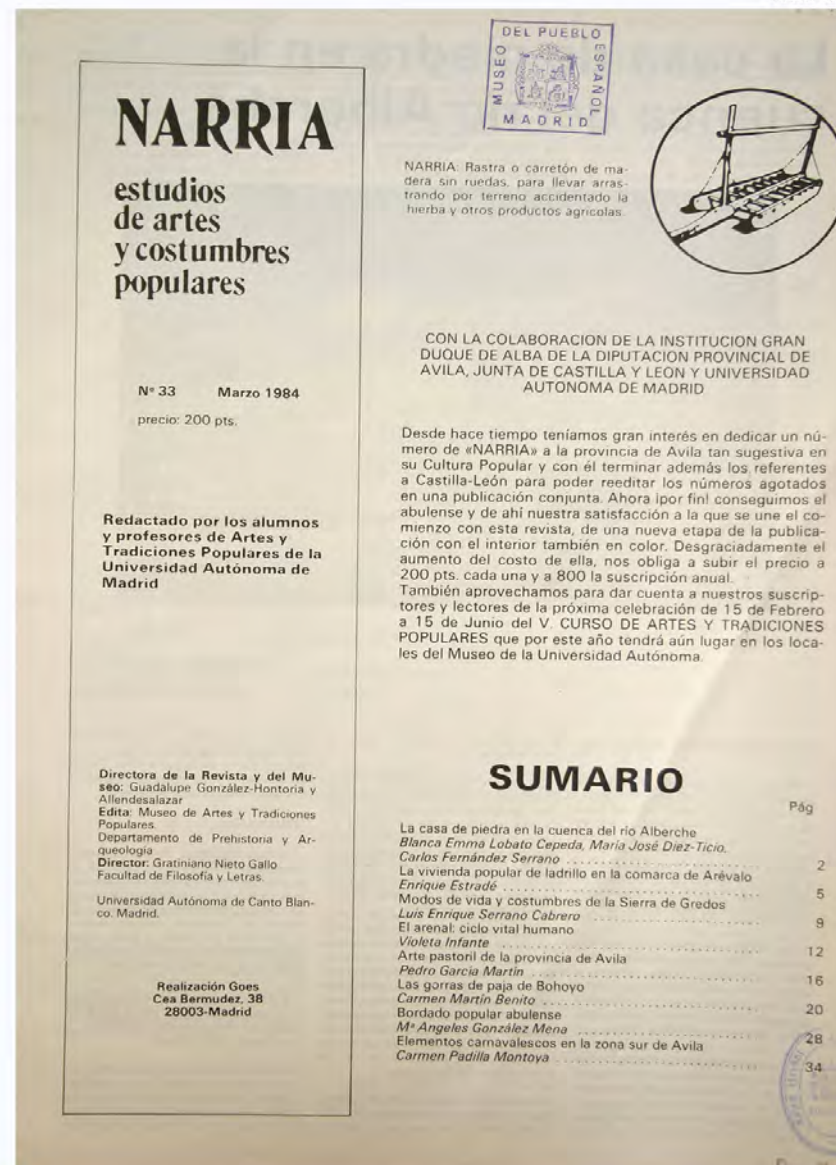 MUSEO
DEL PUEBLO
ESPAÑOL
MADRID
NARRIA
estudios
de artes
y costumbres
populares
Nº 33 Marzo 1984
precio: 200 pts.
Redactado por los alumnos
y profesores de Artes y
Tradiciones Populares de la
Universidad Autónoma de
Madrid
Directora de la Revista y del Mu-
seo: Guadalupe González-Hontoria y
Allendesalazar
Edita: Museo de Artes y Tradiciones
Populares.
Departamento de Prehistoria y Ar-
queología
Director: Gratiniano Nieto Gallo
Facultad de Filosofía y Letras.
Universidad Autónoma de Canto Blan-
co. Madrid.
Realización Goes
Cea Bermudez, 38
28003-Madrid
NARRIA: Rastra o carretón de ma-
dera sin ruedas, para llevar arras-
trando por terreno accidentado la
hierba y otros productos agrícolas.
CON LA COLABORACION DE LA INSTITUCION GRAN
DUQUE DE ALBA DE LA DIPUTACION PROVINCIAL DE
AVILA, JUNTA DE CASTILLA Y LEON Y UNIVERSIDAD
AUTONOMA DE MADRID
Desde hace tiempo teníamos gran interés en dedicar un nú-
mero de «NARRIA» a la provincia de Avila tan sugestiva en
su Cultura Popular y con él terminar además los referentes
a Castilla-León para poder reeditar los números agotados
en una publicación conjunta. Ahora ¡por fin! conseguimos el
abulense y de ahí nuestra satisfacción a la que se une el co-
mienzo con esta revista, de una nueva etapa de la publica-
ción con el interior también en color. Desgraciadamente el
aumento del costo de ella, nos obliga a subir el precio a
200 pts. cada una y a 800 la suscripción anual.
También aprovechamos para dar cuenta a nuestros suscrip-
tores y lectores de la próxima celebración de 15 de Febrero
a 15 de Junio del V. CURSO DE ARTES Y TRADICIONES
POPULARES que por este año tendrá aún lugar en los loca-
les del Museo de la Universidad Autónoma.
SUMARIO
Pág
La casa de piedra en la cuenca del río Alberche
Blanca Emma Lobato Cepeda, María José Diez-Ticio,
Carlos Fernández Serrano 2
La vivienda popular de ladrillo en la comarca de Arévalo
Enrique Estradé 5
Modos de vida y costumbres de la Sierra de Gredos
Luis Enrique Serrano Cabrero 9
El arenal: ciclo vital humano
Violeta Infante 12
Arte pastoril de la provincia de Avila
Pedro García Martín 16
Las gorras de paja de Bohoyo
Carmen Martín Benito 20
Bordado popular abulense
Mª Angeles González Mena 28
Elementos carnavalescos en la zona sur de Avila
Carmen Padilla Montoya 34